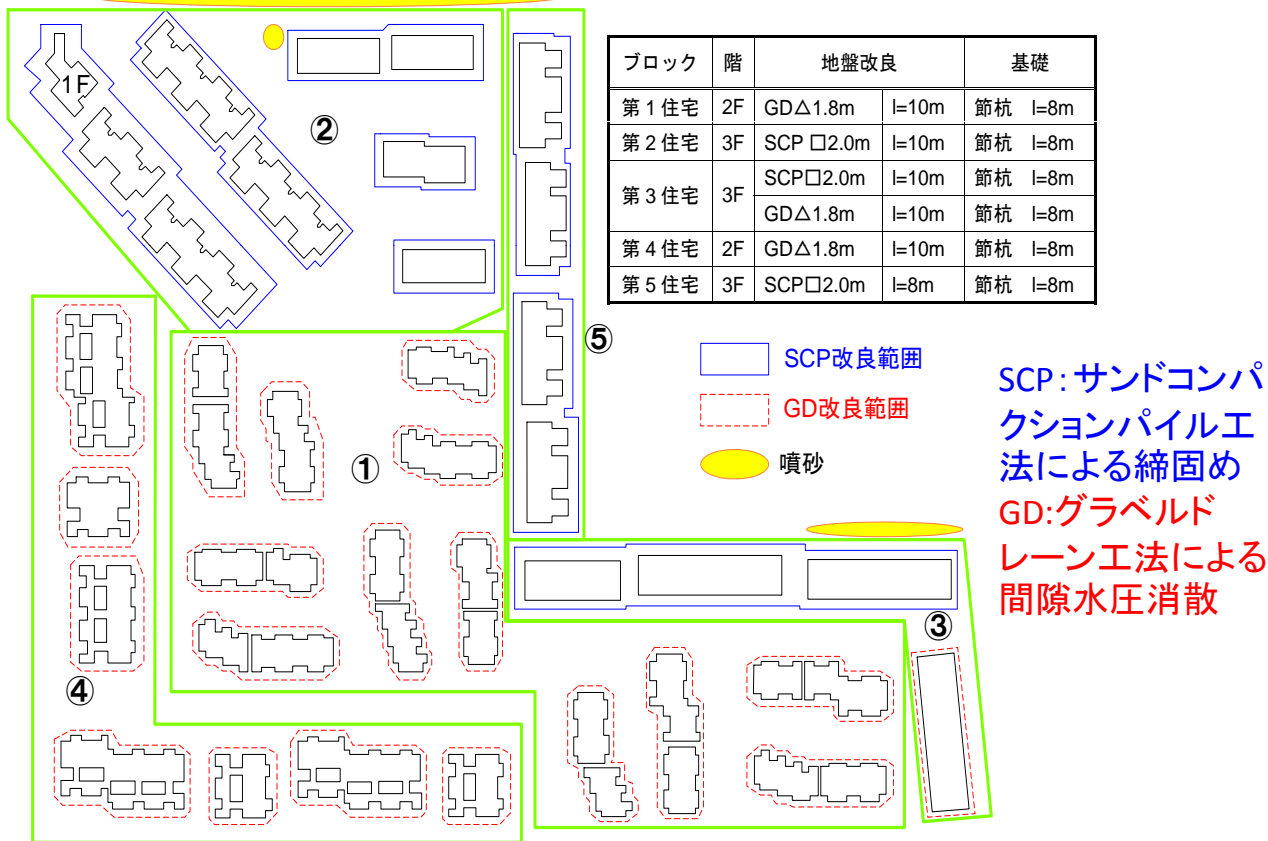 1F
②
ブロック 階 地盤改良 基礎
第1住宅 2F GD△1.8m l=10m 節杭 l=8m
第2住宅 3F SCP □2.0m l=10m 節杭 l=8m
第3住宅 3F SCP□2.0m l=10m 節杭 l=8m
GD△1.8m l=10m 節杭 l=8m
第4住宅 2F GD△1.8m l=10m 節杭 l=8m
第5住宅 3F SCP□2.0m l=8m 節杭 l=8m
⑤
SCP改良範囲
GD改良範囲
噴砂
SCP:サンドコンパ
クションパイル工
法による締固め
GD:グラベルド
レーン工法による
間隙水圧消散
①
③
④